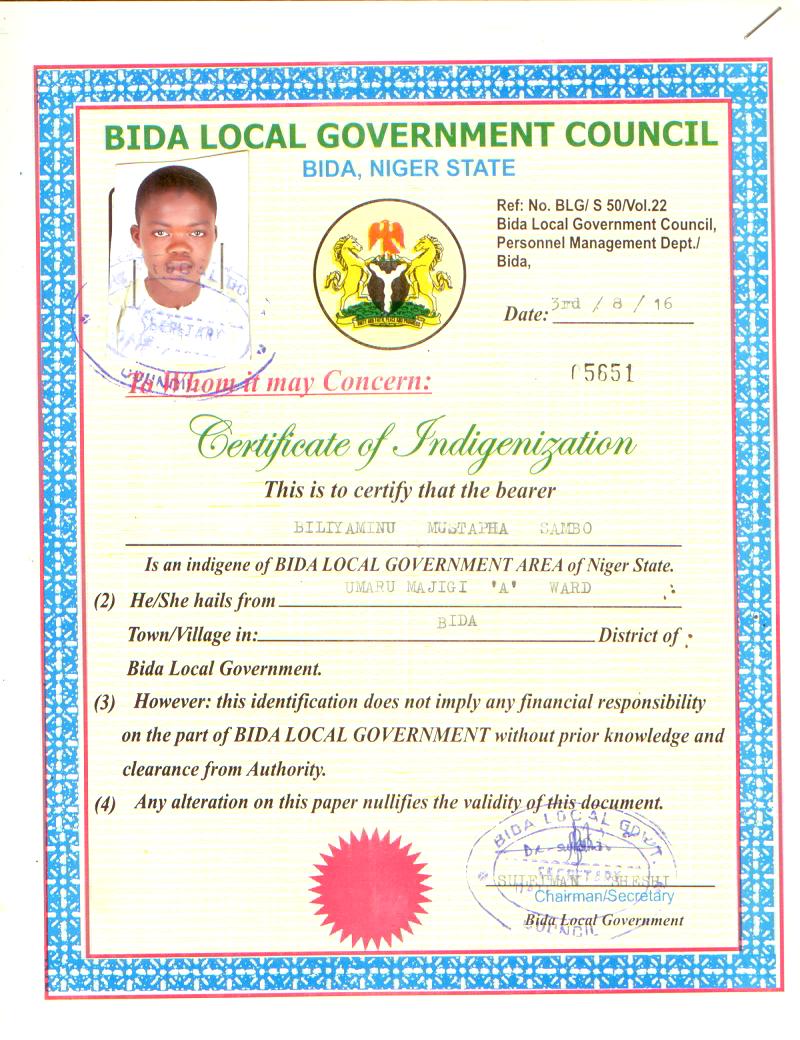 BIDA LOCAL GOVERNMENT COUNCIL
BIDA, NIGER STATE
Ref: No. BLG/ S 50/Vol.22
Bida Local Government Council,
Personnel Management Dept./
Bida,
Date: 3rd / 8 / 16
To Whom it may Concern:
05651
Certificate of Indigenization
This is to certify that the bearer
BILIYAMINU MUSTAPHA SAMBO
Is an indigene of BIDA LOCAL GOVERNMENT AREA of Niger State.
(2) He/She hails from UMARU MAJIGI 'A' WARD
Town/Village in: BIDA District of
Bida Local Government.
(3) However: this identification does not imply any financial responsibility
on the part of BIDA LOCAL GOVERNMENT without prior knowledge and
clearance from Authority.
(4) Any alteration on this paper nullifies the validity of this document.
BIDA LOCAL GOVT.
SECRETARY
SULEIMAN SHESHI
Chairman/Secretary
Bida Local Government
COUNCIL